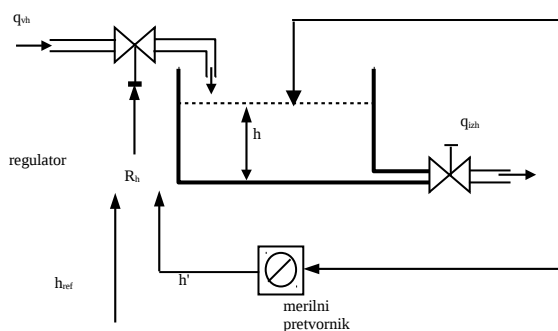 qvh
h
qizh
regulator
Rh
href
h'
merilni
pretvornik